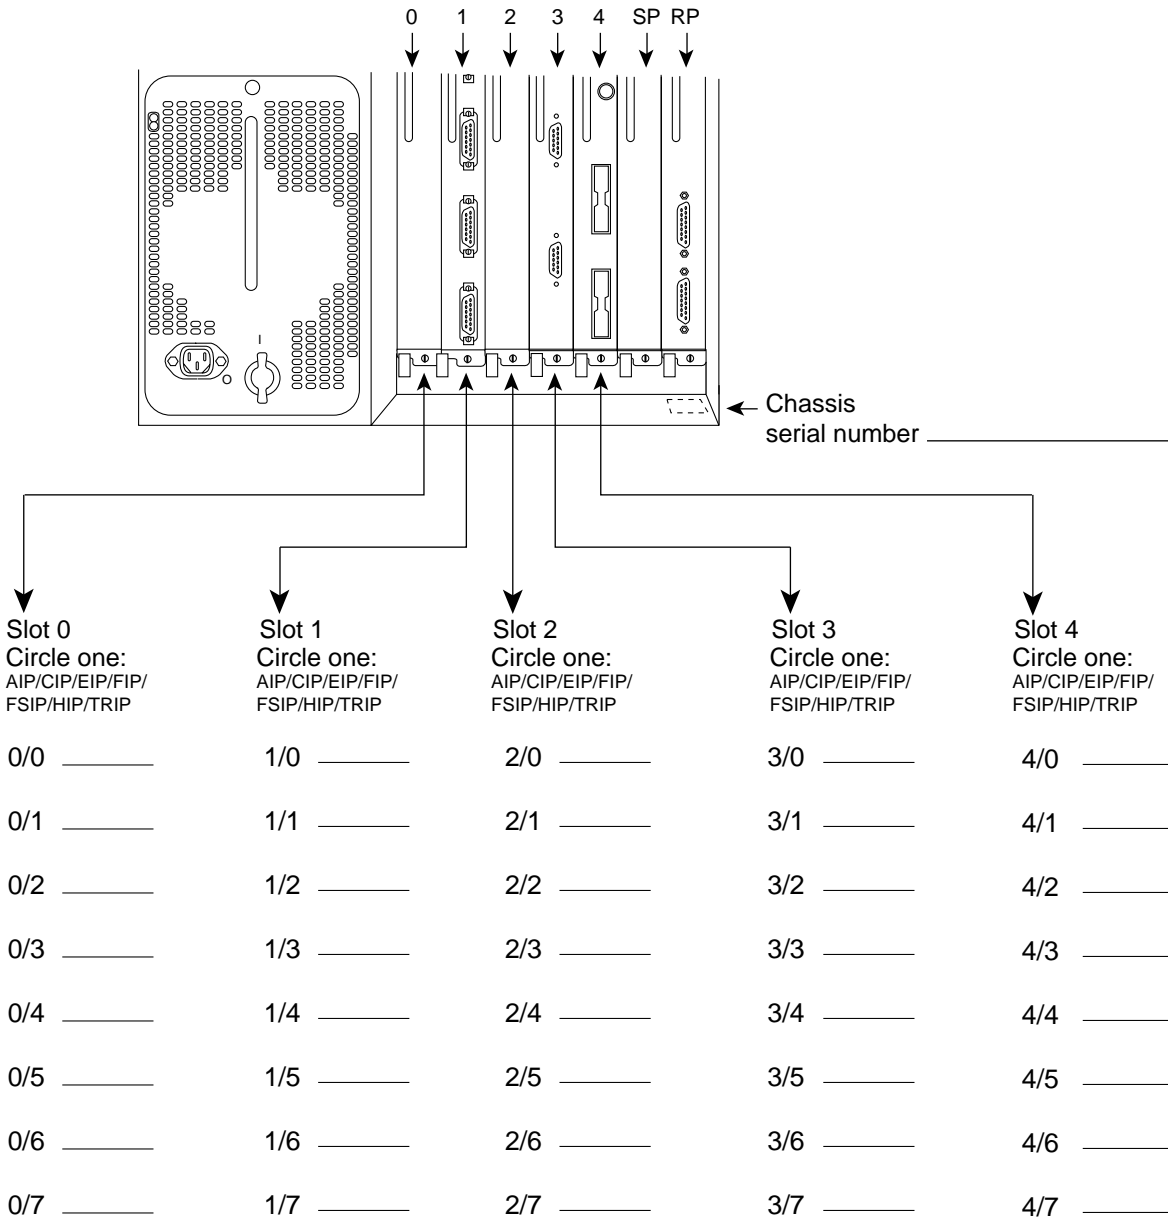 0 1 2 3 4 SP RP
I
O
Chassis
serial number
Slot 0
Circle one:
AIP/CIP/EIP/FIP/
FSIP/HIP/TRIP
0/0
0/1
0/2
0/3
0/4
0/5
0/6
0/7
Slot 1
Circle one:
AIP/CIP/EIP/FIP/
FSIP/HIP/TRIP
1/0
1/1
1/2
1/3
1/4
1/5
1/6
1/7
Slot 2
Circle one:
AIP/CIP/EIP/FIP/
FSIP/HIP/TRIP
2/0
2/1
2/2
2/3
2/4
2/5
2/6
2/7
Slot 3
Circle one:
AIP/CIP/EIP/FIP/
FSIP/HIP/TRIP
3/0
3/1
3/2
3/3
3/4
3/5
3/6
3/7
Slot 4
Circle one:
AIP/CIP/EIP/FIP/
FSIP/HIP/TRIP
4/0
4/1
4/2
4/3
4/4
4/5
4/6
4/7